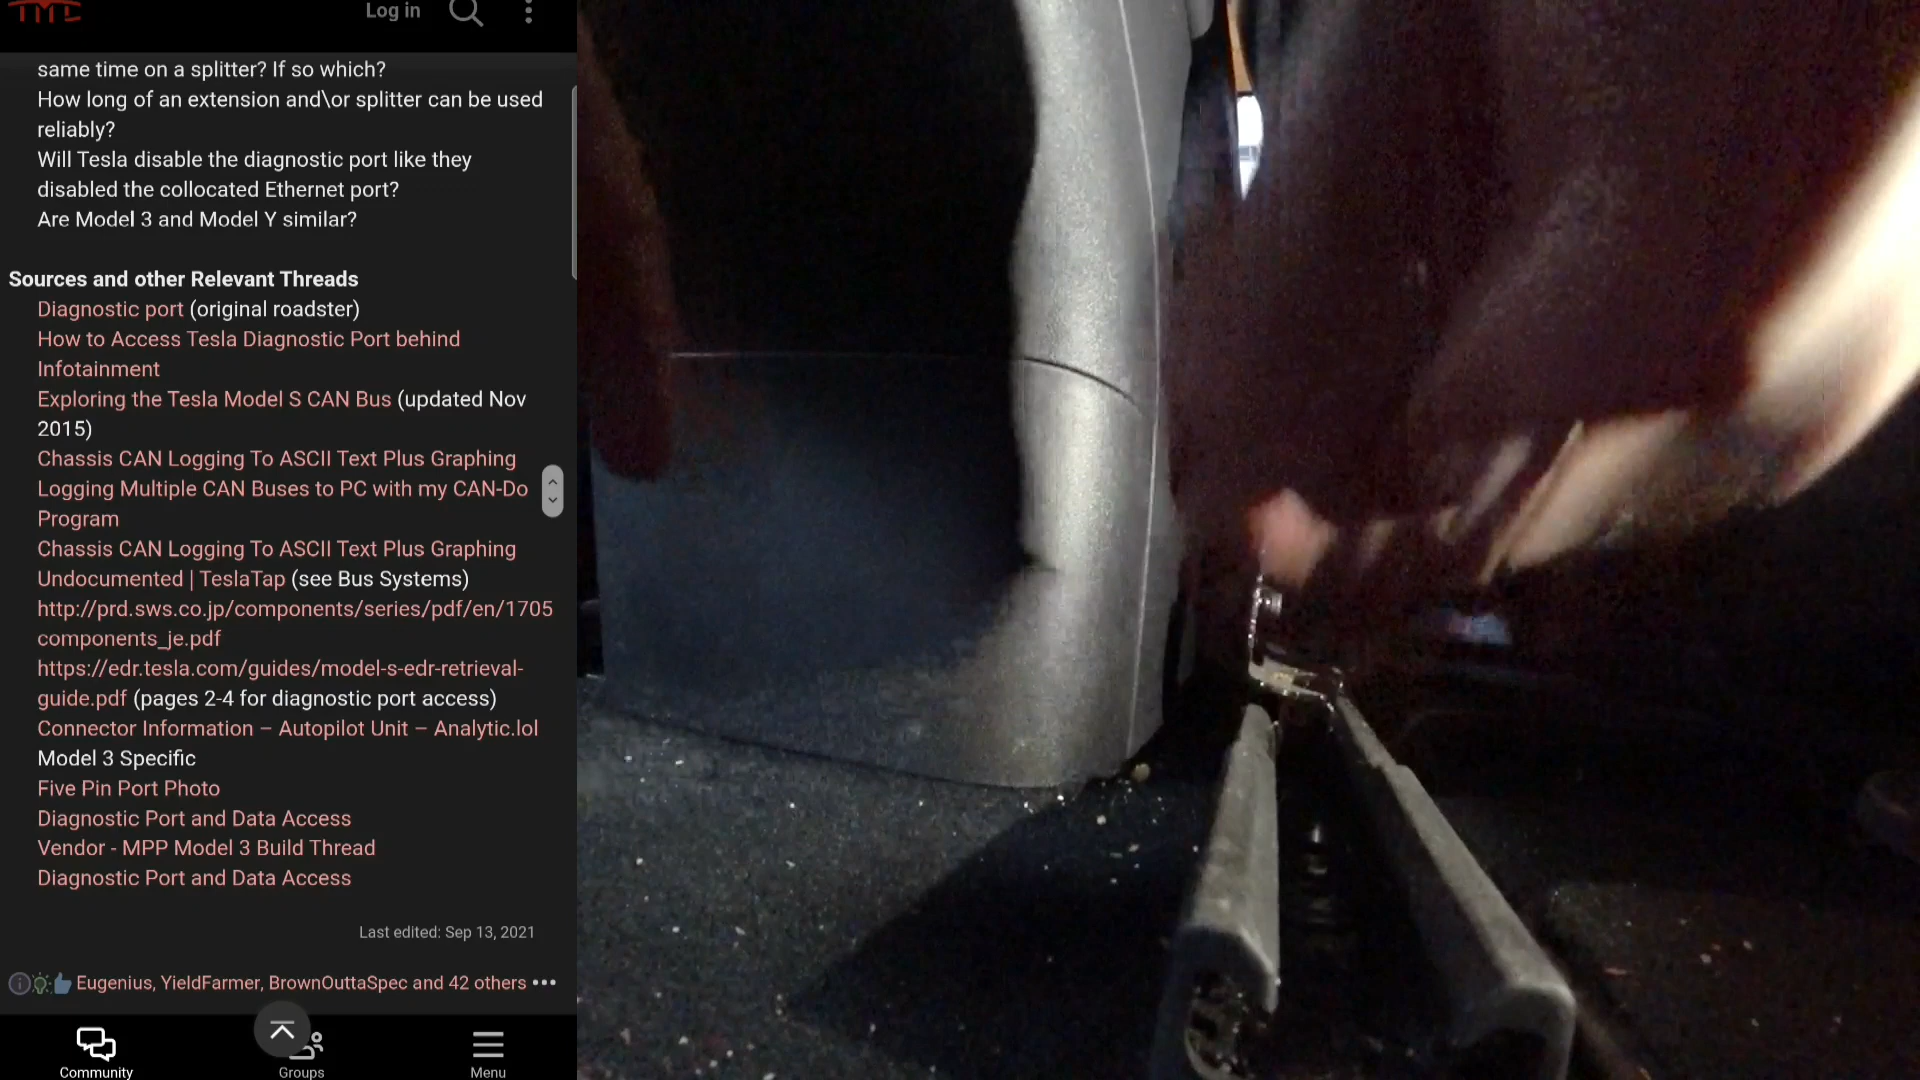 TMC
Log in
same time on a splitter? If so which?
How long of an extension and\or splitter can be used
reliably?
Will Tesla disable the diagnostic port like they
disabled the collocated Ethernet port?
Are Model 3 and Model Y similar?
Sources and other Relevant Threads
Diagnostic port (original roadster)
How to Access Tesla Diagnostic Port behind
Infotainment
Exploring the Tesla Model S CAN Bus (updated Nov
2015)
Chassis CAN Logging To ASCII Text Plus Graphing
Logging Multiple CAN Buses to PC with my CAN-Do
Program
Chassis CAN Logging To ASCII Text Plus Graphing
Undocumented | TeslaTap (see Bus Systems)
http://prd.sws.co.jp/components/series/pdf/en/1705
components_je.pdf
https://edr.tesla.com/guides/model-s-edr-retrieval-
guide.pdf (pages 2-4 for diagnostic port access)
Connector Information – Autopilot Unit – Analytic.lol
Model 3 Specific
Five Pin Port Photo
Diagnostic Port and Data Access
Vendor - MPP Model 3 Build Thread
Diagnostic Port and Data Access
Last edited: Sep 13, 2021
Eugenius, YieldFarmer, BrownOuttaSpec and 42 others
Community
Groups
Menu